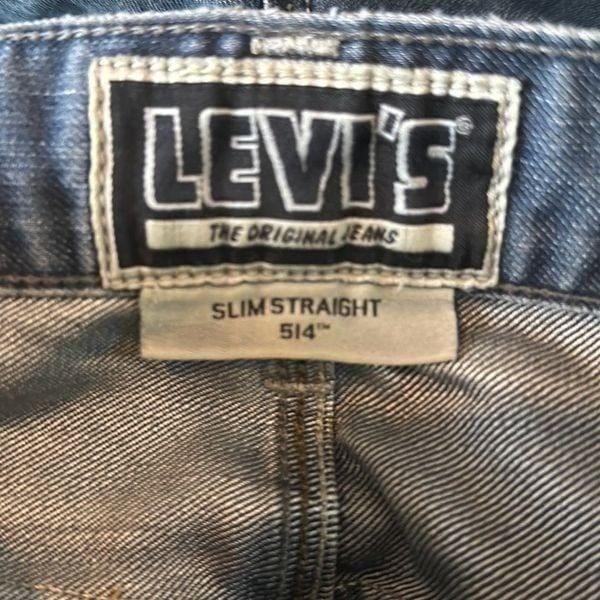 LEVI'S®
THE ORIGINAL JEANS
SLIM STRAIGHT
514™